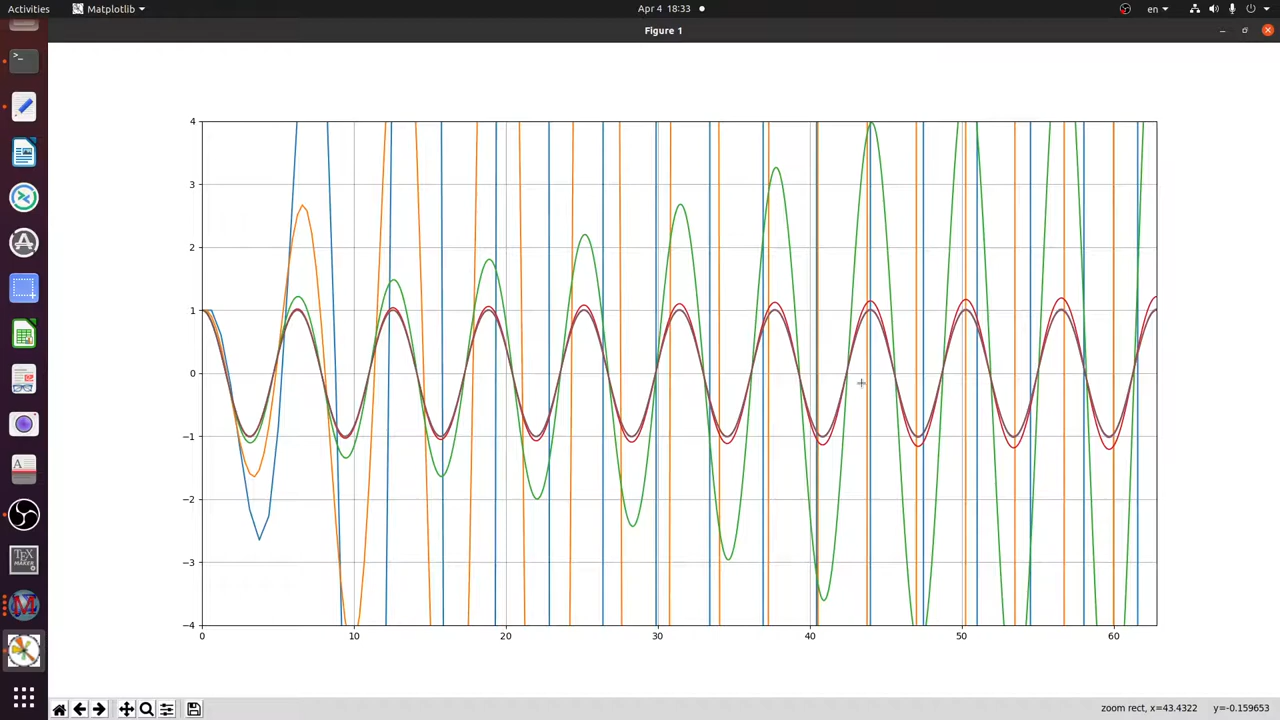 Activities
Matplotlib
Apr 4 18:33
en
Figure 1
4
3
2
1
0
−1
−2
−3
−4
0 10 20 30 40 50 60
zoom rect, x=43.4322 y=-0.159653